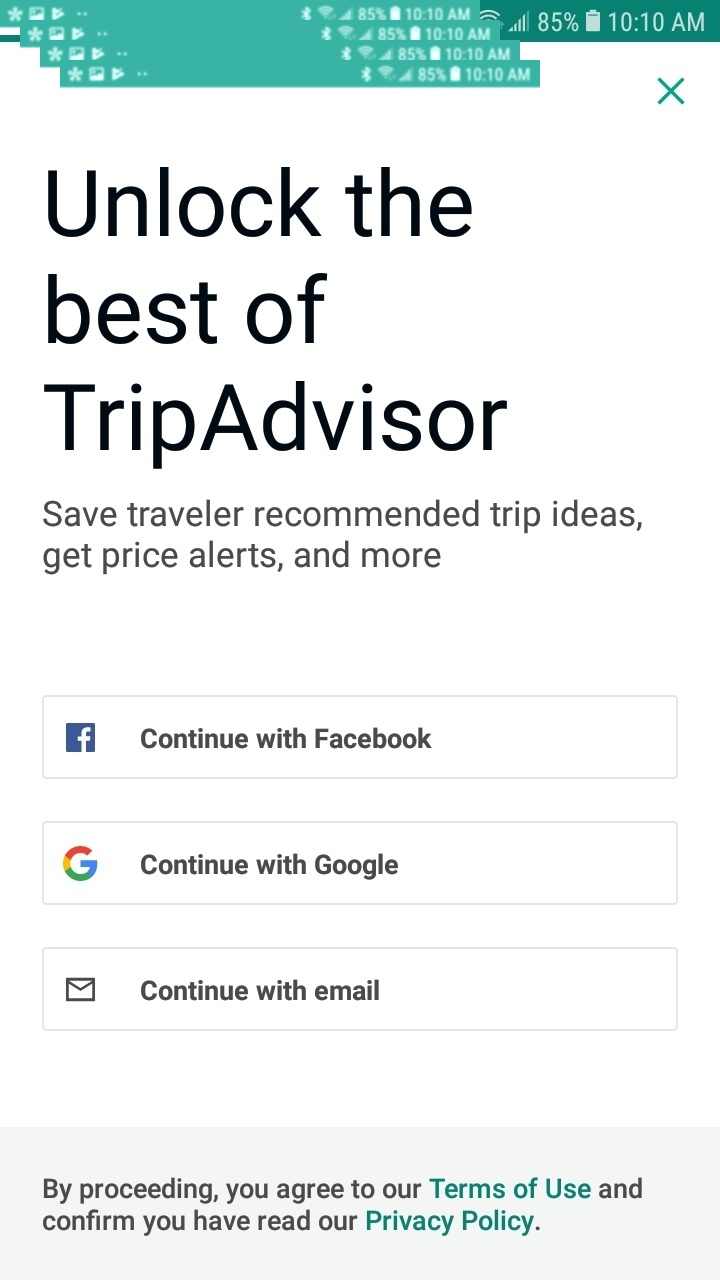 85% 10:10 AM
85% 10:10 AM
85% 10:10 AM
85% 10:10 AM
85% 10:10 AM
Unlock the
best of
TripAdvisor
Save traveler recommended trip ideas,
get price alerts, and more
Continue with Facebook
Continue with Google
Continue with email
By proceeding, you agree to our Terms of Use and
confirm you have read our Privacy Policy.